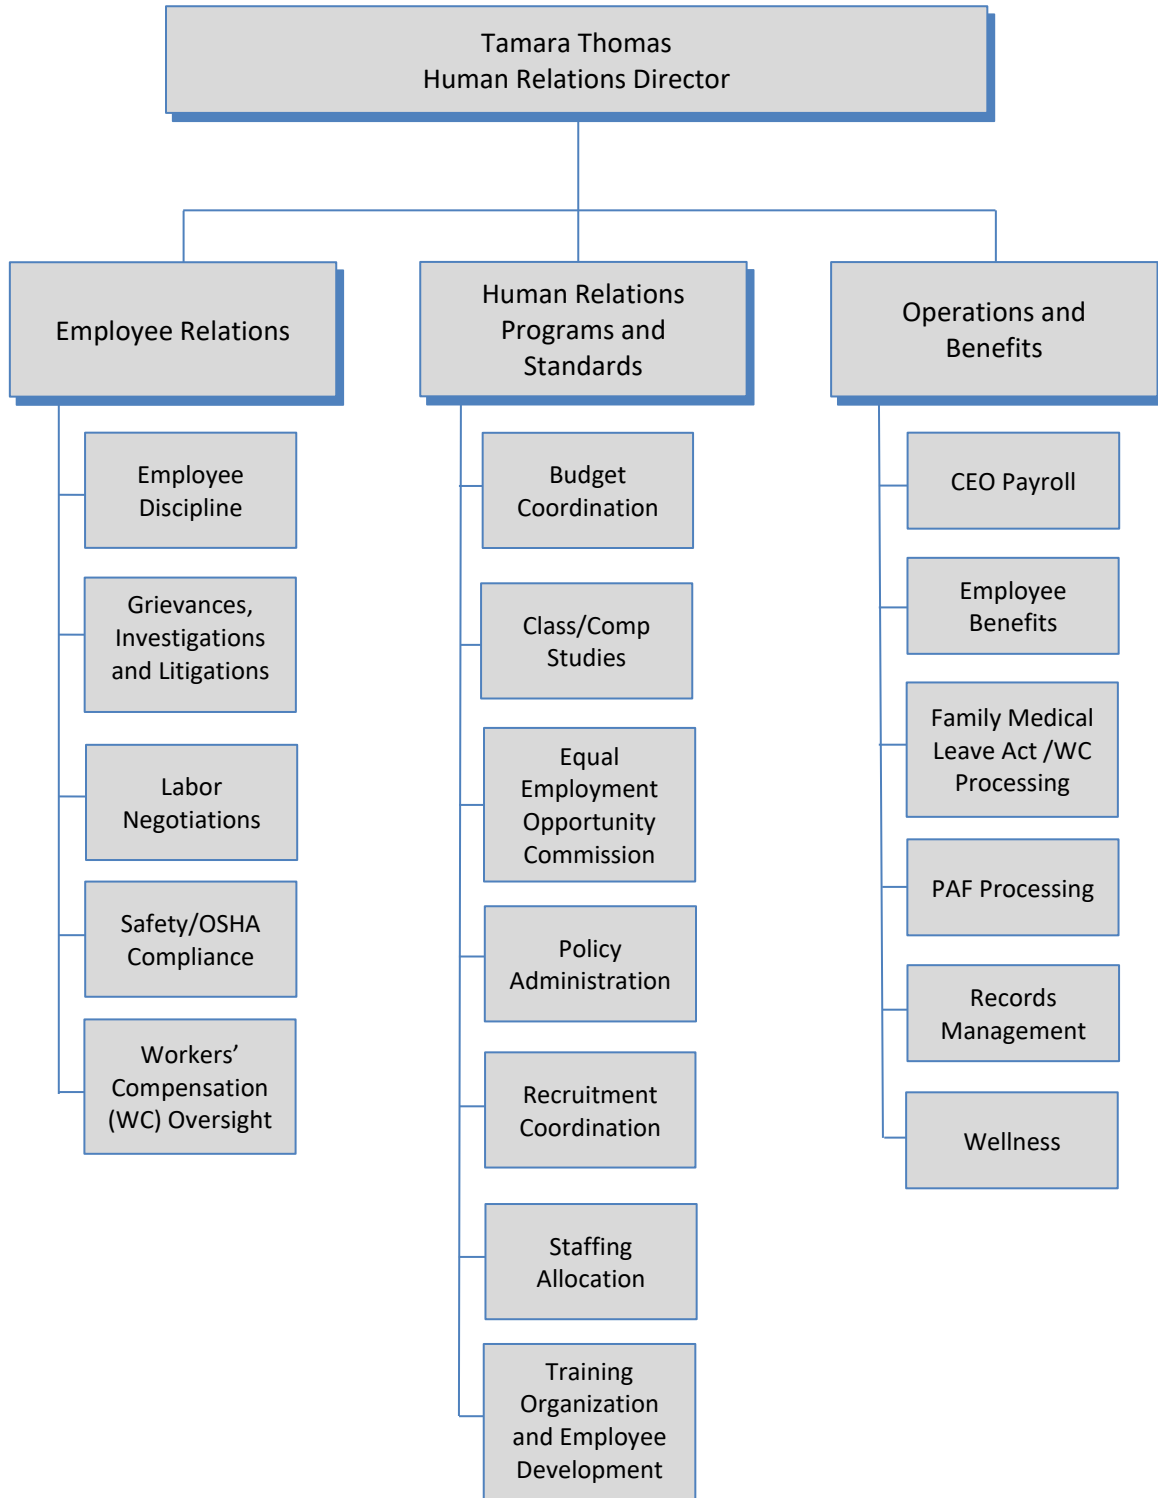 Tamara Thomas
Human Relations Director
Employee Relations
Human Relations
Programs and
Standards
Operations and
Benefits
Employee
Discipline
Grievances,
Investigations
and Litigations
Labor
Negotiations
Safety/OSHA
Compliance
Workers’
Compensation
(WC) Oversight
Budget
Coordination
Class/Comp
Studies
Equal
Employment
Opportunity
Commission
Policy
Administration
Recruitment
Coordination
Staffing
Allocation
Training
Organization
and Employee
Development
CEO Payroll
Employee
Benefits
Family Medical
Leave Act /WC
Processing
PAF Processing
Records
Management
Wellness